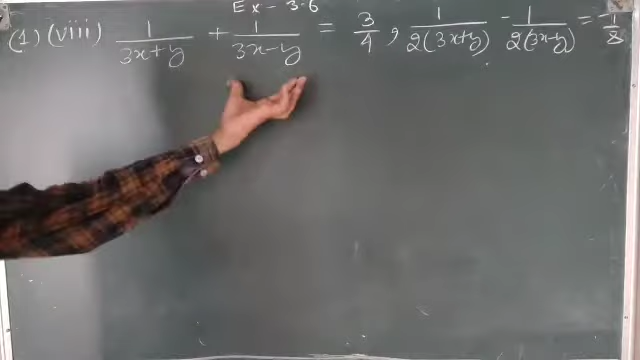 Ex - 3.6
(1) (viii) 1/(3x+y) + 1/(3x-y) = 3/4 , 1/2(3x+y) - 1/2(3x-y) = -1/8